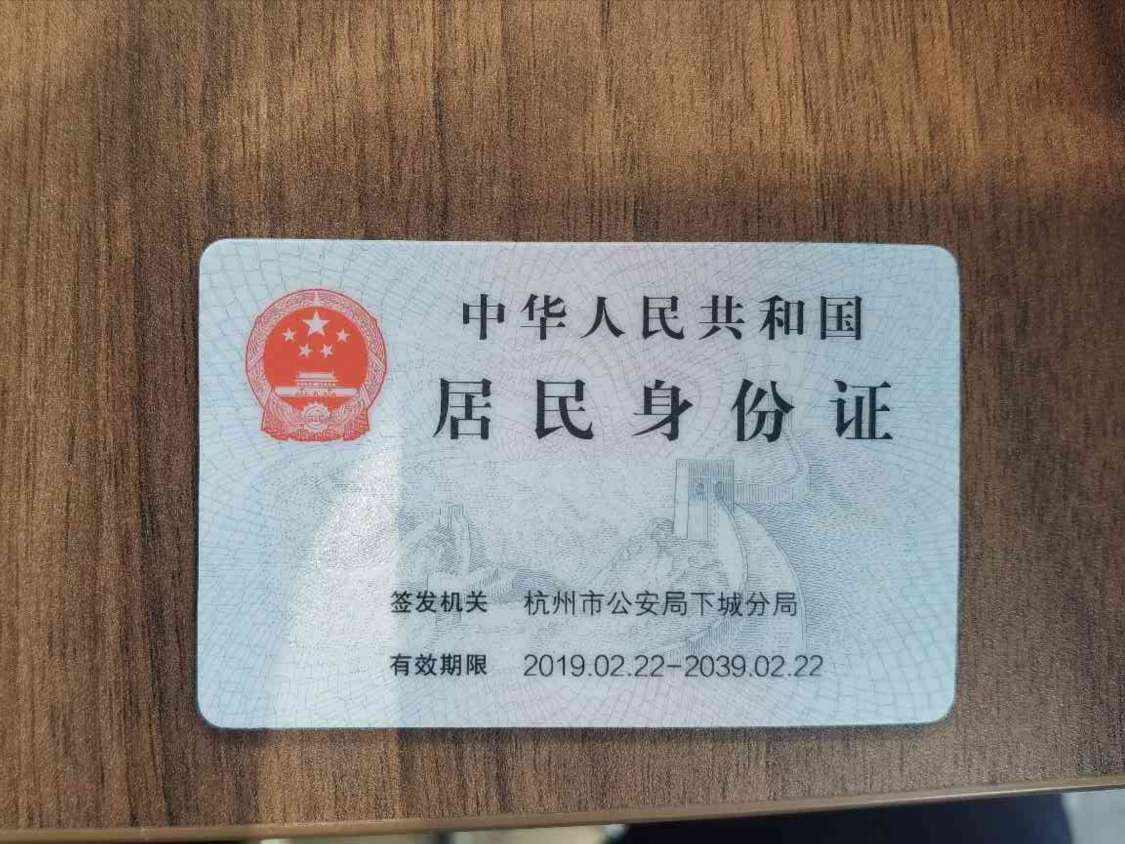 中华人民共和国
居民身份证
签发机关 杭州市公安局下城分局
有效期限 2019.02.22-2039.02.22